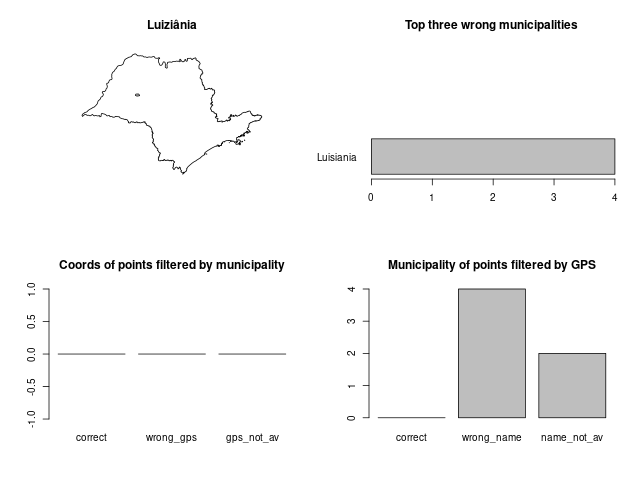 Luiziânia
Top three wrong municipalities
Luisiania
0 1 2 3 4
Coords of points filtered by municipality
1.0
0.5
0.0
-0.5
-1.0
correct wrong_gps gps_not_av
Municipality of points filtered by GPS
4
3
2
1
0
correct wrong_name name_not_av